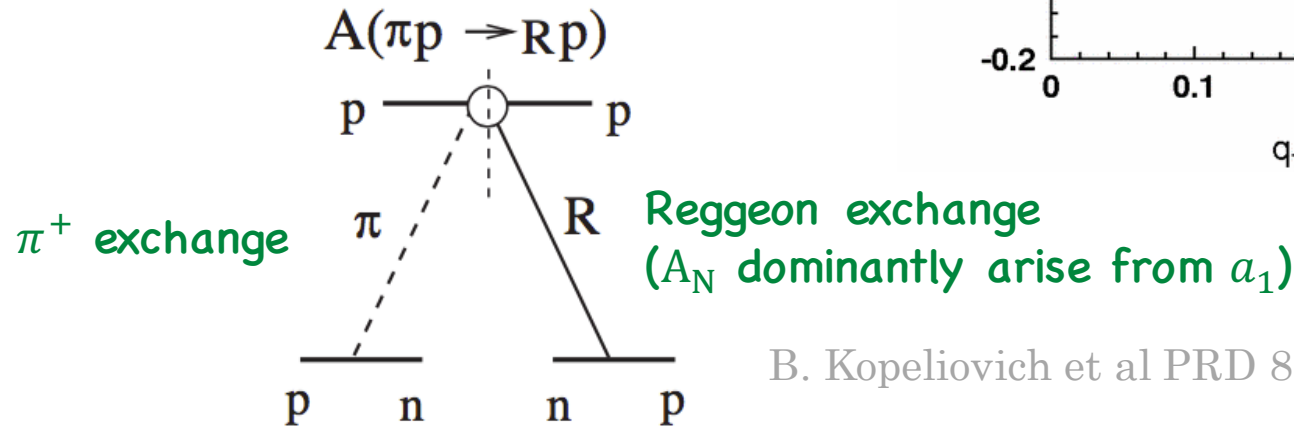 A(πp → Rp)
-0.2
0
0.1
q
p
p
π⁺ exchange
π
R
Reggeon exchange
(A_N dominantly arise from a₁)
B. Kopeliovich et al PRD 8
p
n
n
p